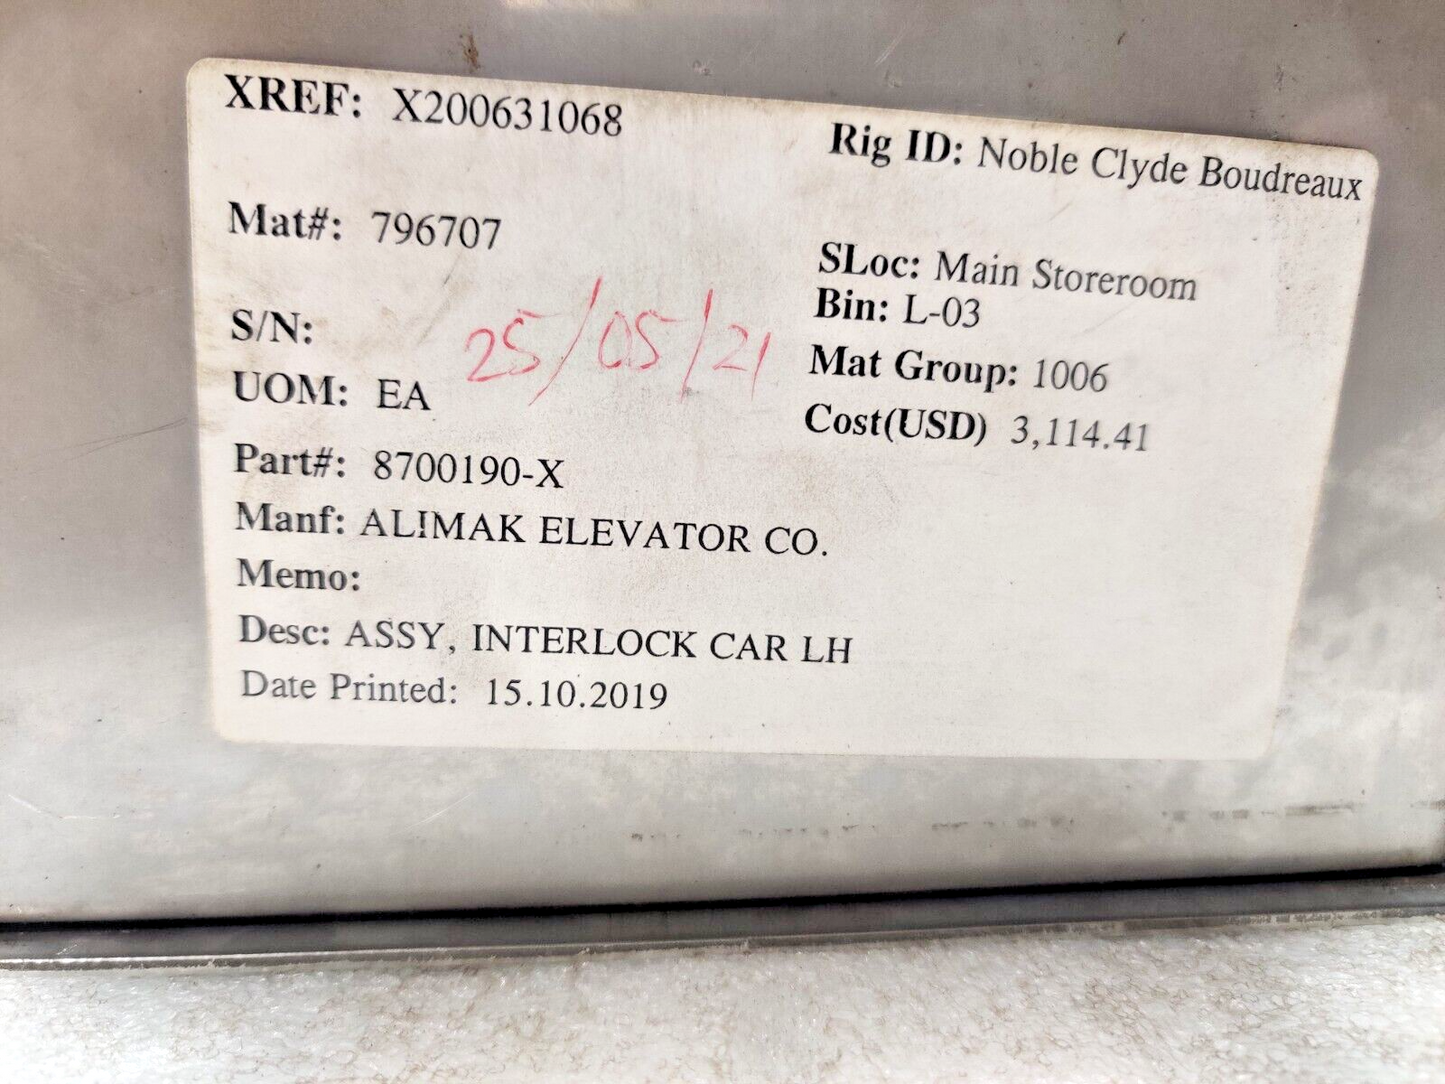 XREF: X200631068
Rig ID: Noble Clyde Boudreaux
Mat#: 796707
SLoc: Main Storeroom
Bin: L-03
S/N:
25/05/21
Mat Group: 1006
UOM: EA
Cost(USD) 3,114.41
Part#: 8700190-X
Manf: ALIMAK ELEVATOR CO.
Memo:
Desc: ASSY, INTERLOCK CAR LH
Date Printed: 15.10.2019